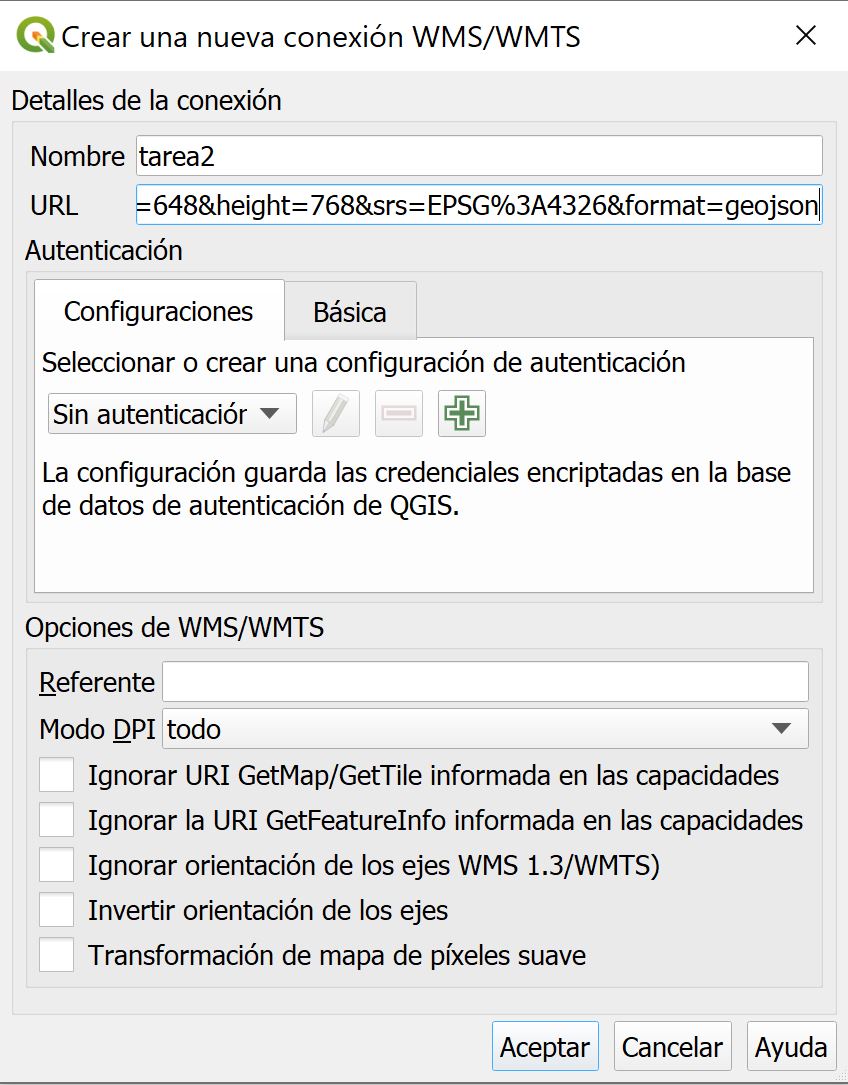 Crear una nueva conexión WMS/WMTS
Detalles de la conexión
Nombre tarea2
URL =648&height=768&srs=EPSG%3A4326&format=geojson
Autenticación
Configuraciones Básica
Seleccionar o crear una configuración de autenticación
Sin autenticaciór
La configuración guarda las credenciales encriptadas en la base
de datos de autenticación de QGIS.
Opciones de WMS/WMTS
Referente
Modo DPI todo
Ignorar URI GetMap/GetTile informada en las capacidades
Ignorar la URI GetFeatureInfo informada en las capacidades
Ignorar orientación de los ejes WMS 1.3/WMTS)
Invertir orientación de los ejes
Transformación de mapa de píxeles suave
Aceptar Cancelar Ayuda